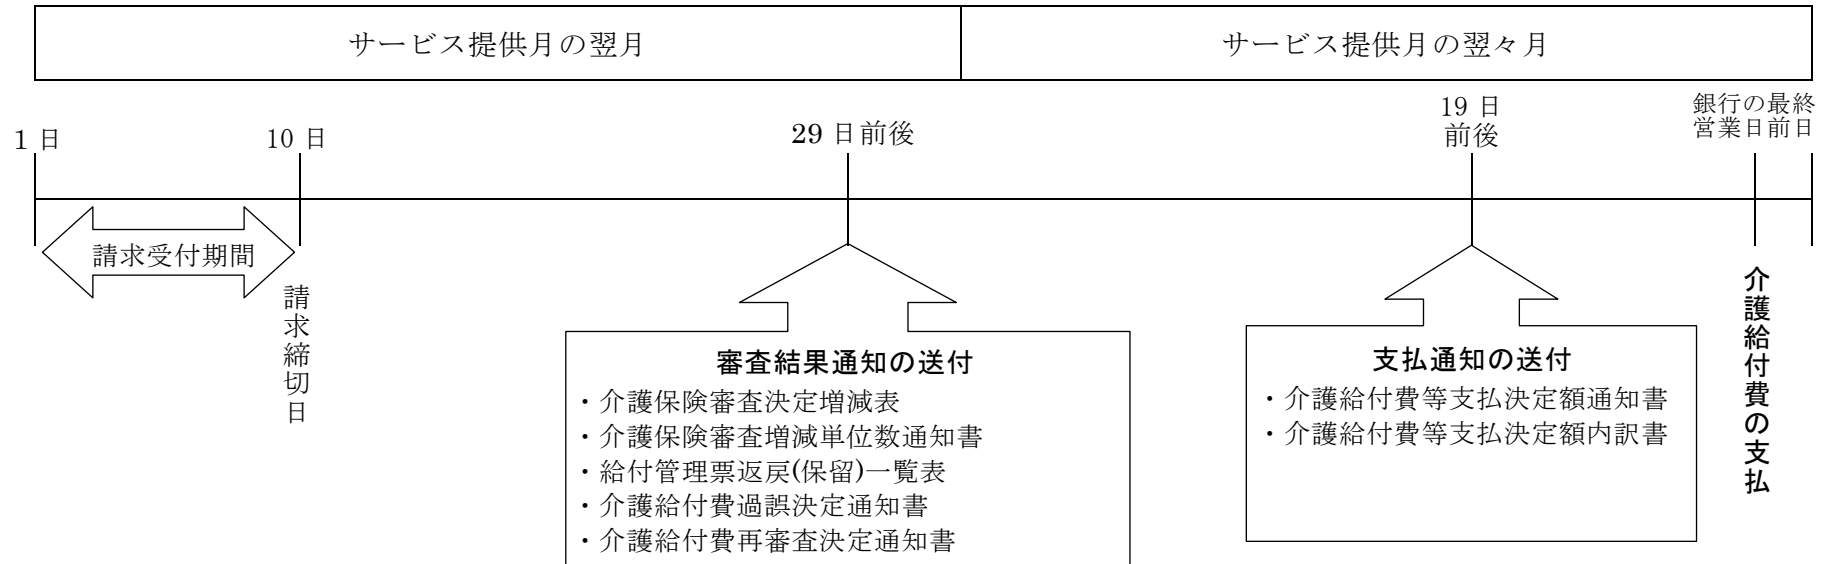 サービス提供月の翌月
サービス提供月の翌々月
1 日
10 日
29 日前後
19 日
前後
銀行の最終
営業日前日
請求受付期間
請求締切日
審査結果通知の送付
・介護保険審査決定増減表
・介護保険審査増減単位数通知書
・給付管理票返戻(保留)一覧表
・介護給付費過誤決定通知書
・介護給付費再審査決定通知書
支払通知の送付
・介護給付費等支払決定額通知書
・介護給付費等支払決定額内訳書
介護給付費の支払